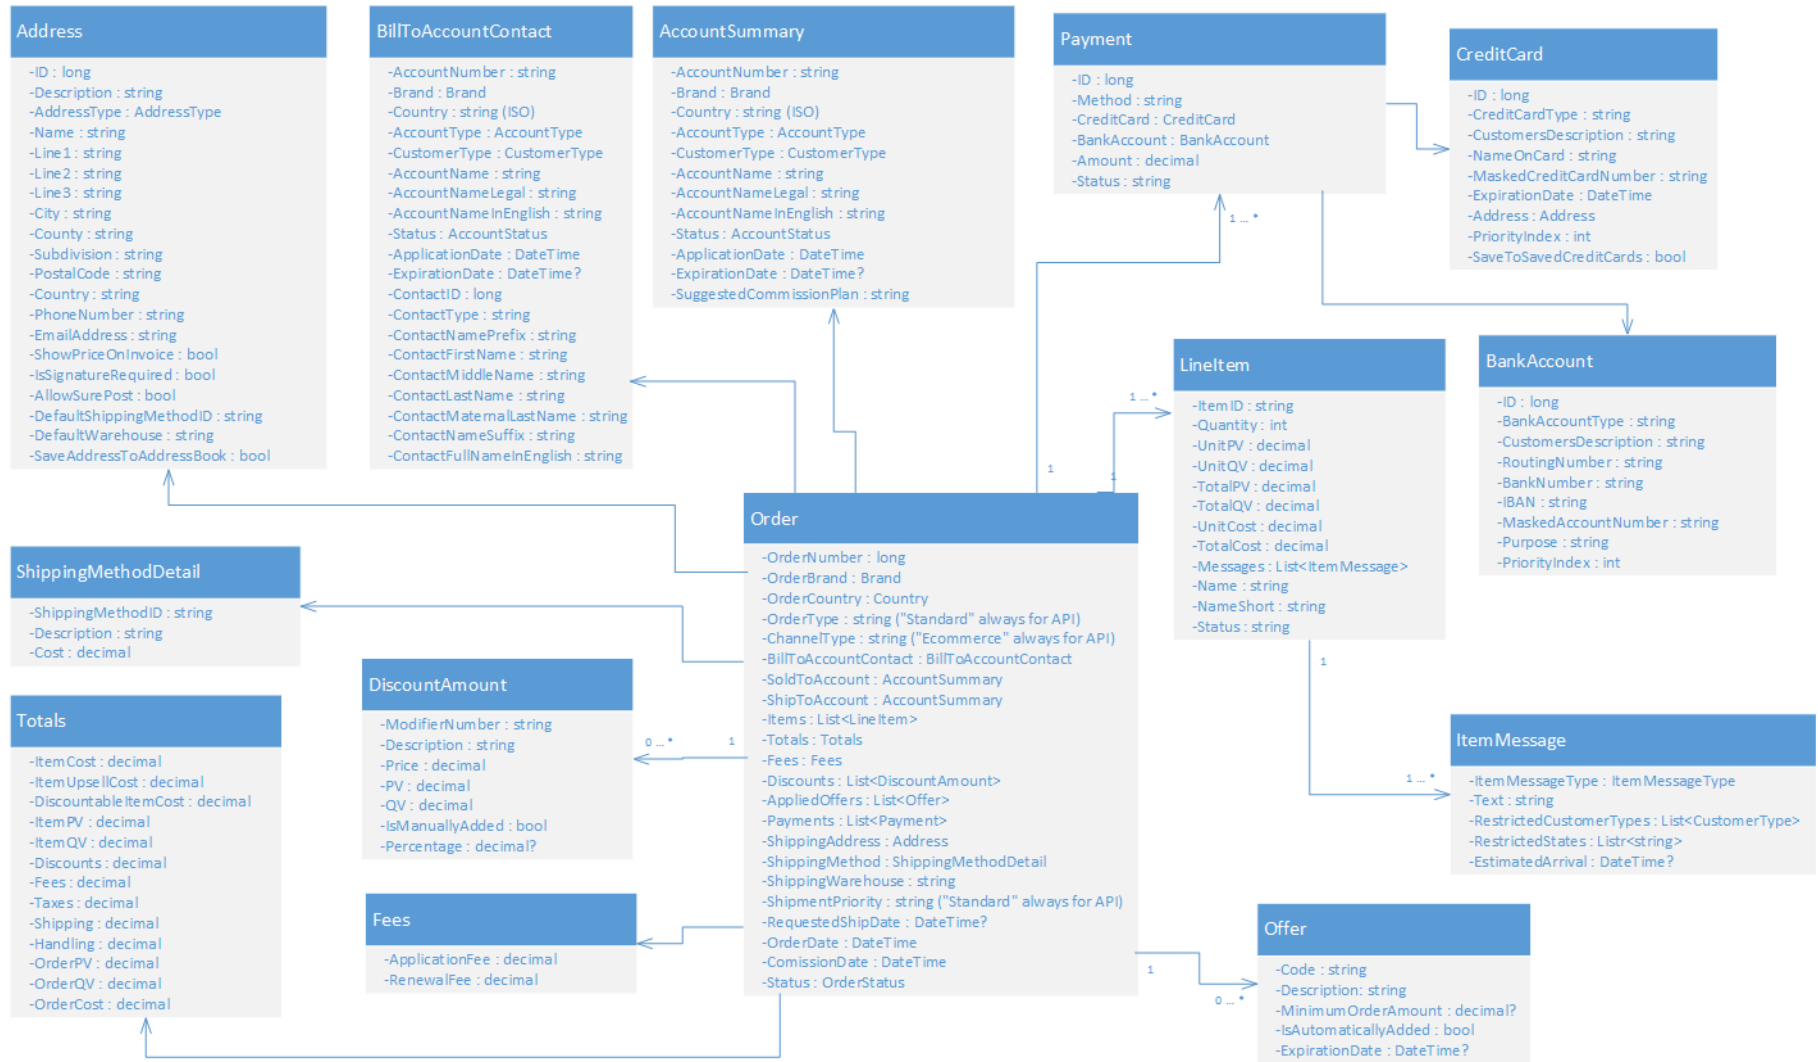 Address
-ID : long
-Description : string
-AddressType : AddressType
-Name : string
-Line1 : string
-Line2 : string
-Line3 : string
-City : string
-County : string
-Subdivision : string
-PostalCode : string
-Country : string
-PhoneNumber : string
-EmailAddress : string
-ShowPriceOnInvoice : bool
-IsSignatureRequired : bool
-AllowSurePost : bool
-DefaultShippingMethodID : string
-DefaultWarehouse : string
-SaveAddressToAddressBook : bool
BillToAccountContact
-AccountNumber : string
-Brand : Brand
-Country : string (ISO)
-AccountType : AccountType
-CustomerType : CustomerType
-AccountName : string
-AccountNameLegal : string
-AccountNameInEnglish : string
-Status : AccountStatus
-ApplicationDate : DateTime
-ExpirationDate : DateTime?
-ContactID : long
-ContactType : string
-ContactNamePrefix : string
-ContactFirstName : string
-ContactMiddleName : string
-ContactLastName : string
-ContactMaternalLastName : string
-ContactNameSuffix : string
-ContactFullNameInEnglish : string
AccountSummary
-AccountNumber : string
-Brand : Brand
-Country : string (ISO)
-AccountType : AccountType
-CustomerType : CustomerType
-AccountName : string
-AccountNameLegal : string
-AccountNameInEnglish : string
-Status : AccountStatus
-ApplicationDate : DateTime
-ExpirationDate : DateTime?
-SuggestedCommissionPlan : string
Payment
-ID : long
-Method : string
-CreditCard : CreditCard
-BankAccount : BankAccount
-Amount : decimal
-Status : string
1 ... *
1
CreditCard
-ID : long
-CreditCardType : string
-CustomersDescription : string
-NameOnCard : string
-MaskedCreditCardNumber : string
-ExpirationDate : DateTime
-Address : Address
-PriorityIndex : int
-SaveToSavedCreditCards : bool
LineItem
-ItemID : string
-Quantity : int
-UnitPV : decimal
-UnitQV : decimal
-TotalPV : decimal
-TotalQV : decimal
-UnitCost : decimal
-TotalCost : decimal
-Messages : List<ItemMessage>
-Name : string
-NameShort : string
-Status : string
1 ... *
1
1
BankAccount
-ID : long
-BankAccountType : string
-CustomersDescription : string
-RoutingNumber : string
-BankNumber : string
-IBAN : string
-MaskedAccountNumber : string
-Purpose : string
-PriorityIndex : int
ShippingMethodDetail
-ShippingMethodID : string
-Description : string
-Cost : decimal
Order
-OrderNumber : long
-OrderBrand : Brand
-OrderCountry : Country
-OrderType : string ("Standard" always for API)
-ChannelType : string ("Ecommerce" always for API)
-BillToAccountContact : BillToAccountContact
-SoldToAccount : AccountSummary
-ShipToAccount : AccountSummary
-Items : List<LineItem>
-Totals : Totals
-Fees : Fees
-Discounts : List<DiscountAmount>
-AppliedOffers : List<Offer>
-Payments : List<Payment>
-ShippingAddress : Address
-ShippingMethod : ShippingMethodDetail
-ShippingWarehouse : string
-ShipmentPriority : string ("Standard" always for API)
-RequestedShipDate : DateTime?
-OrderDate : DateTime
-ComissionDate : DateTime
-Status : OrderStatus
DiscountAmount
-ModifierNumber : string
-Description : string
-Price : decimal
-PV : decimal
-QV : decimal
-IsManuallyAdded : bool
-Percentage : decimal?
0 ... *
1
Totals
-ItemCost : decimal
-ItemUpsellCost : decimal
-DiscountableItemCost : decimal
-ItemPV : decimal
-ItemQV : decimal
-Discounts : decimal
-Fees : decimal
-Taxes : decimal
-Shipping : decimal
-Handling : decimal
-OrderPV : decimal
-OrderQV : decimal
-OrderCost : decimal
Fees
-ApplicationFee : decimal
-RenewalFee : decimal
ItemMessage
-ItemMessageType : ItemMessageType
-Text : string
-RestrictedCustomerTypes : List<CustomerType>
-RestrictedStates : Listr<string>
-EstimatedArrival : DateTime?
1 ... *
Offer
-Code : string
-Description: string
-MinimumOrderAmount : decimal?
-IsAutomaticallyAdded : bool
-ExpirationDate : DateTime?
1
0 ... *